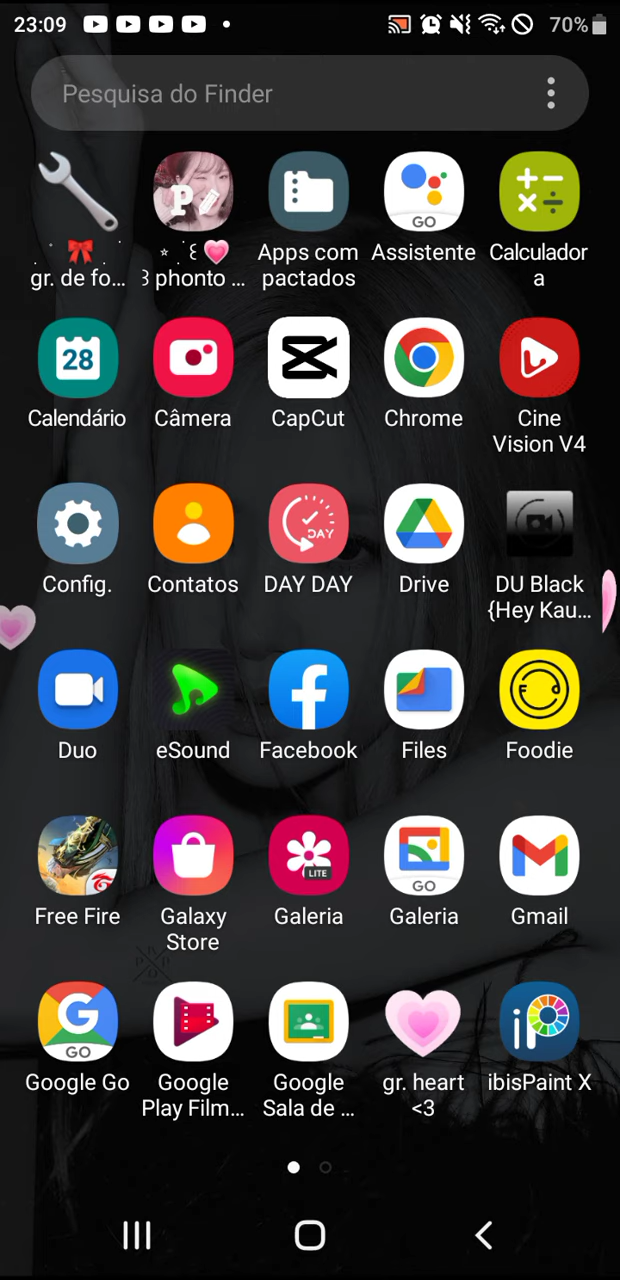 23:09
70%
Pesquisa do Finder
gr. de fo...
phonto ...
Apps com
pactados
GO
Assistente
Calculador
a
28
Calendário
Câmera
CapCut
Chrome
Cine
Vision V4
Config.
Contatos
DAY
DAY DAY
Drive
DU Black
{Hey Kau...
Duo
eSound
Facebook
Files
Foodie
Free Fire
Galaxy
Store
LITE
Galeria
GO
Galeria
Gmail
GO
Google Go
Google
Play Film...
Google
Sala de ...
gr. heart
<3
iP
ibisPaint X